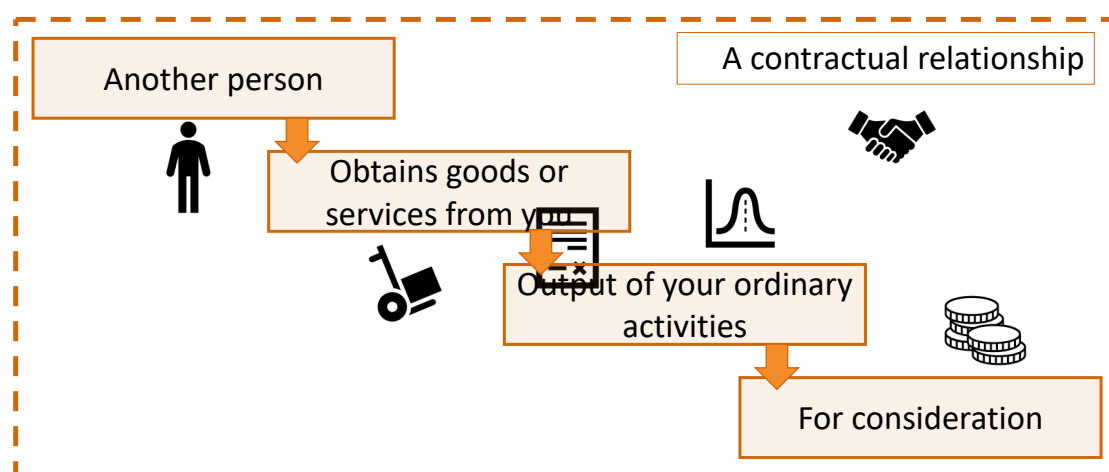 Another person
A contractual relationship
Obtains goods or
services from you
Output of your ordinary
activities
For consideration